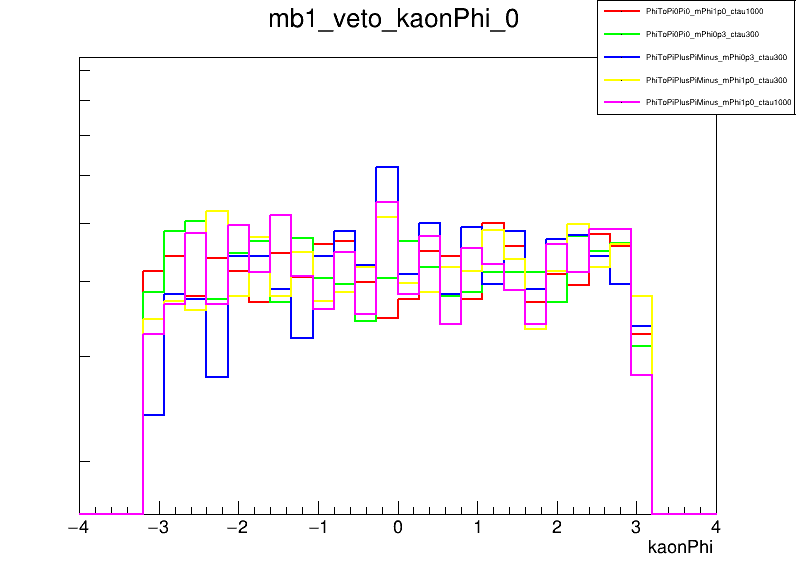 mb1_veto_kaonPhi_0
PhiToPi0Pi0_mPhi1p0_ctau1000
PhiToPi0Pi0_mPhi0p3_ctau300
PhiToPiPlusPiMinus_mPhi0p3_ctau300
PhiToPiPlusPiMinus_mPhi1p0_ctau300
PhiToPiPlusPiMinus_mPhi1p0_ctau1000
−4 −3 −2 −1 0 1 2 3 4
kaonPhi